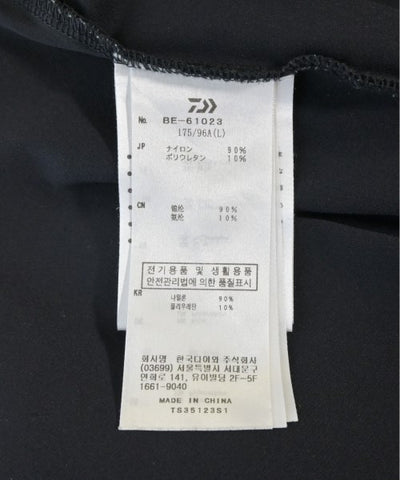 No. BE-61023
175/96A(L)
JP ナイロン 90%
ポリウレタン 10%
CN 锦纶 90%
氨纶 10%
전기용품 및 생활용품
안전관리법에 의한 품질표시
KR 나일론 90%
폴리우레탄 10%
회사명 한국다이와 주식회사
(03699) 서울특별시 서대문구
연희로 141, 유이빌딩 2F-5F
1661-9040
MADE IN CHINA
TS35123S1